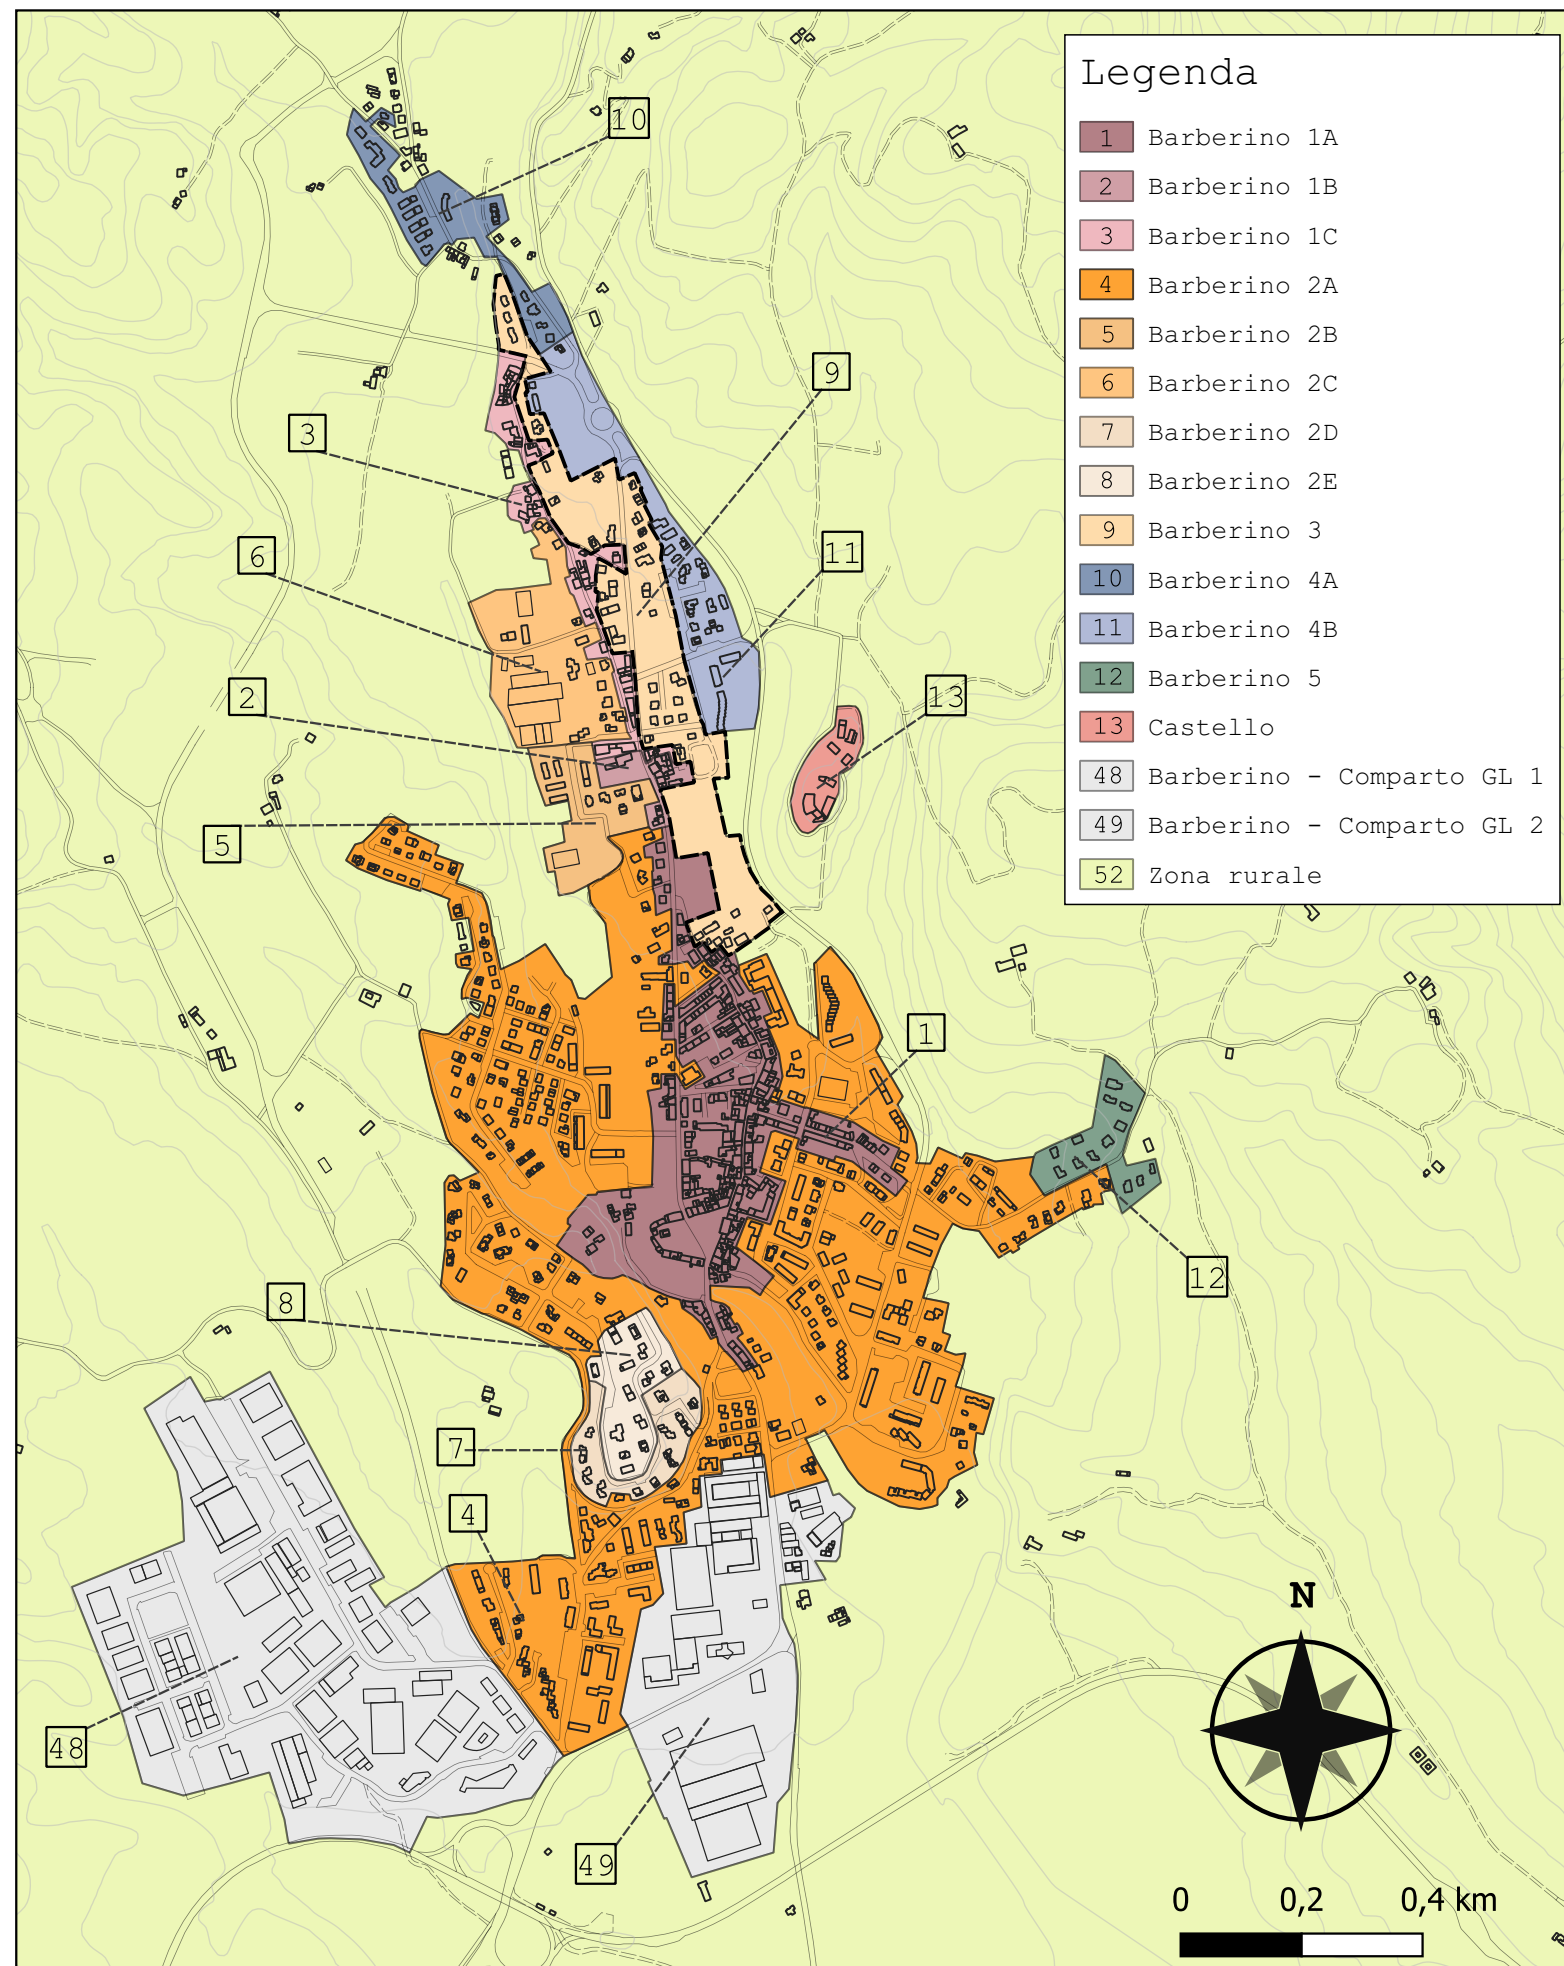 Legenda
1 Barberino 1A
2 Barberino 1B
3 Barberino 1C
4 Barberino 2A
5 Barberino 2B
6 Barberino 2C
7 Barberino 2D
8 Barberino 2E
9 Barberino 3
10 Barberino 4A
11 Barberino 4B
12 Barberino 5
13 Castello
48 Barberino - Comparto GL 1
49 Barberino - Comparto GL 2
52 Zona rurale
10
9
3
11
6
2
13
5
1
12
8
7
4
48
49
N
0 0,2 0,4 km